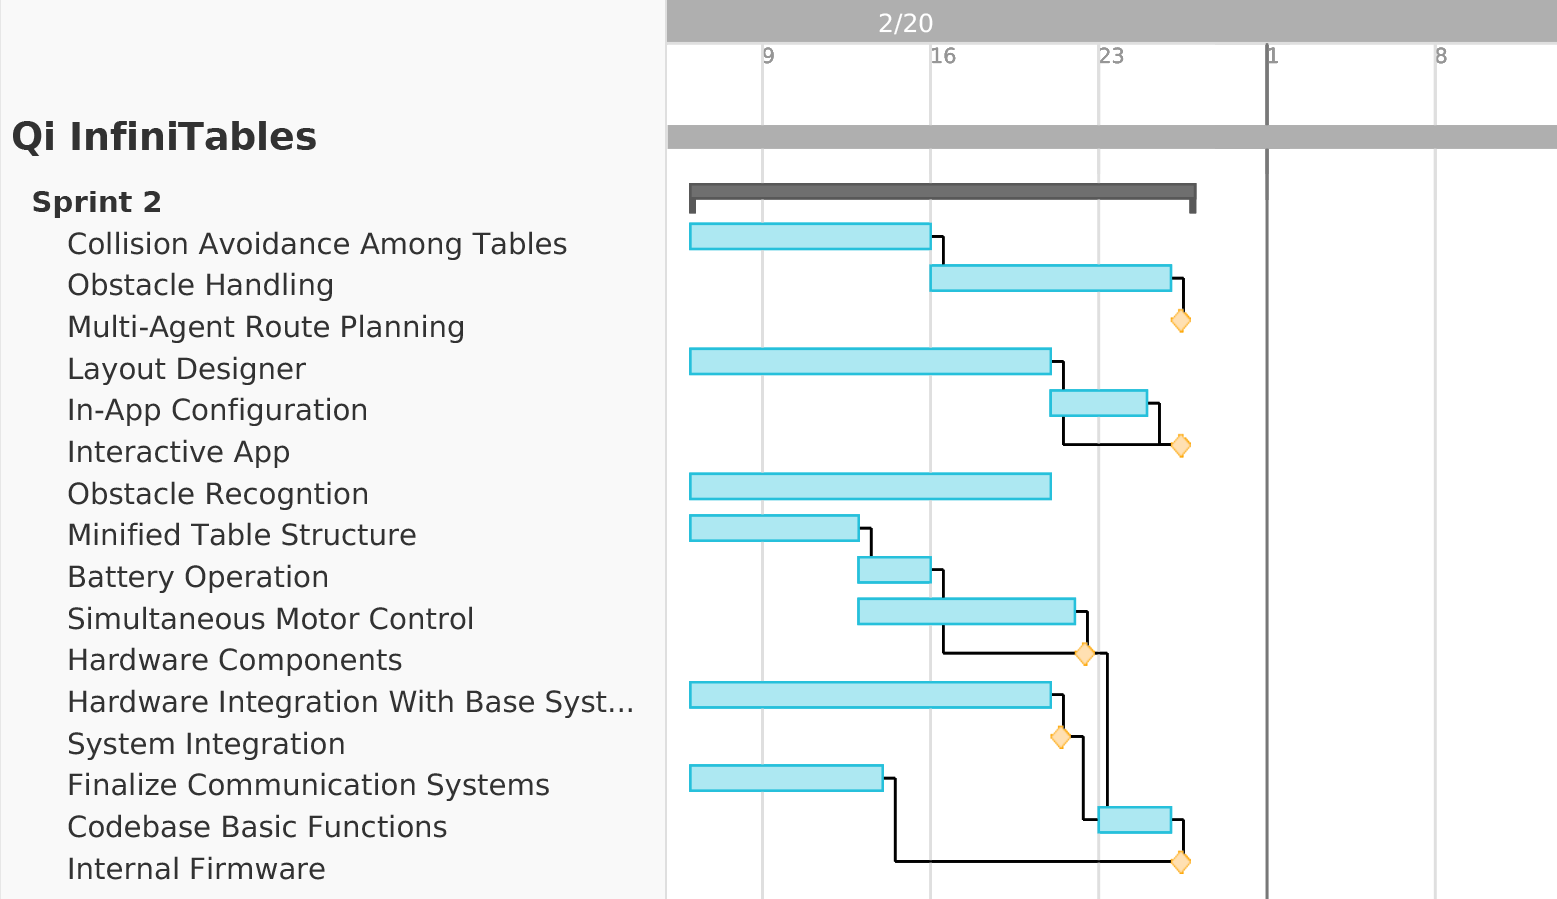 2/20
9 16 23 1 8
Qi InfiniTables
Sprint 2
Collision Avoidance Among Tables
Obstacle Handling
Multi-Agent Route Planning
Layout Designer
In-App Configuration
Interactive App
Obstacle Recogntion
Minified Table Structure
Battery Operation
Simultaneous Motor Control
Hardware Components
Hardware Integration With Base Syst...
System Integration
Finalize Communication Systems
Codebase Basic Functions
Internal Firmware